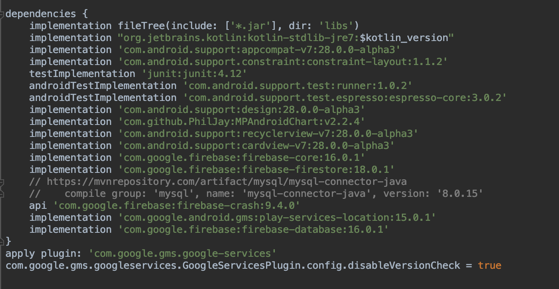 dependencies {
implementation fileTree(include: ['*.jar'], dir: 'libs')
implementation "org.jetbrains.kotlin:kotlin-stdlib-jre7:$kotlin_version"
implementation 'com.android.support:appcompat-v7:28.0.0-alpha3'
implementation 'com.android.support.constraint:constraint-layout:1.1.2'
testImplementation 'junit:junit:4.12'
androidTestImplementation 'com.android.support.test:runner:1.0.2'
androidTestImplementation 'com.android.support.test.espresso:espresso-core:3.0.2'
implementation 'com.android.support:design:28.0.0-alpha3'
implementation 'com.github.PhilJay:MPAndroidChart:v2.2.4'
implementation 'com.android.support:recyclerview-v7:28.0.0-alpha3'
implementation 'com.android.support:cardview-v7:28.0.0-alpha3'
implementation 'com.google.firebase:firebase-core:16.0.1'
implementation 'com.google.firebase:firebase-firestore:18.0.1'
// https://mvnrepository.com/artifact/mysql/mysql-connector-java
//    compile group: 'mysql', name: 'mysql-connector-java', version: '8.0.15'
api 'com.google.firebase:firebase-crash:9.4.0'
implementation 'com.google.android.gms:play-services-location:15.0.1'
implementation 'com.google.firebase:firebase-database:16.0.1'
}
apply plugin: 'com.google.gms.google-services'
com.google.gms.googleservices.GoogleServicesPlugin.config.disableVersionCheck = true